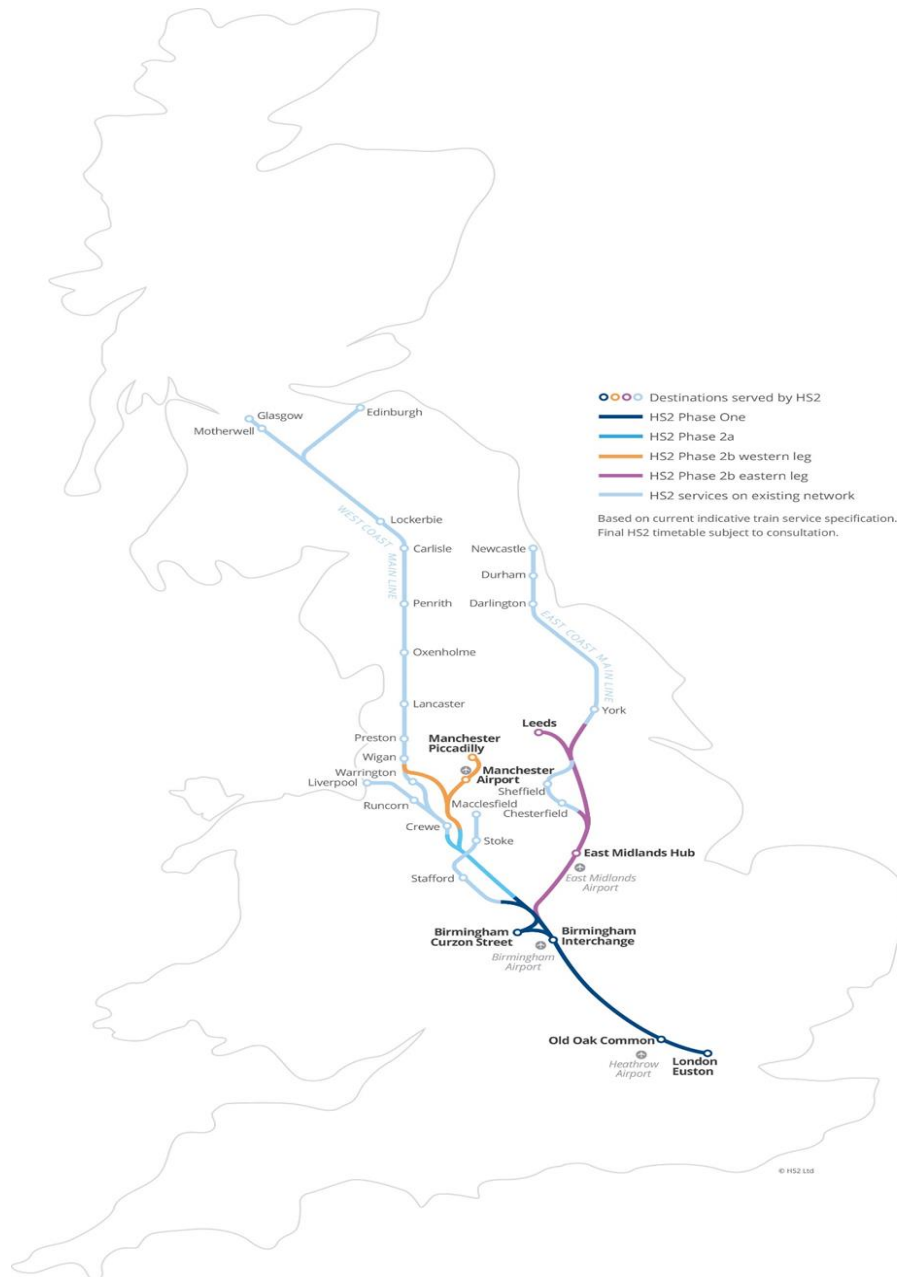 Destinations served by HS2
HS2 Phase One
HS2 Phase 2a
HS2 Phase 2b western leg
HS2 Phase 2b eastern leg
HS2 services on existing network
Based on current indicative train service specification.
Final HS2 timetable subject to consultation.
Glasgow
Edinburgh
Motherwell
Lockerbie
WEST COAST MAIN LINE
Carlisle
Newcastle
Durham
Penrith
Darlington
EAST COAST MAIN LINE
Oxenholme
Lancaster
York
Leeds
Preston
Manchester
Piccadilly
Wigan
Warrington
Manchester
Airport
Liverpool
Sheffield
Runcorn
Macclesfield
Chesterfield
Crewe
Stoke
East Midlands Hub
Stafford
East Midlands
Airport
Birmingham
Curzon Street
Birmingham
Interchange
Birmingham
Airport
Old Oak Common
Heathrow
Airport
London
Euston
© HS2 Ltd